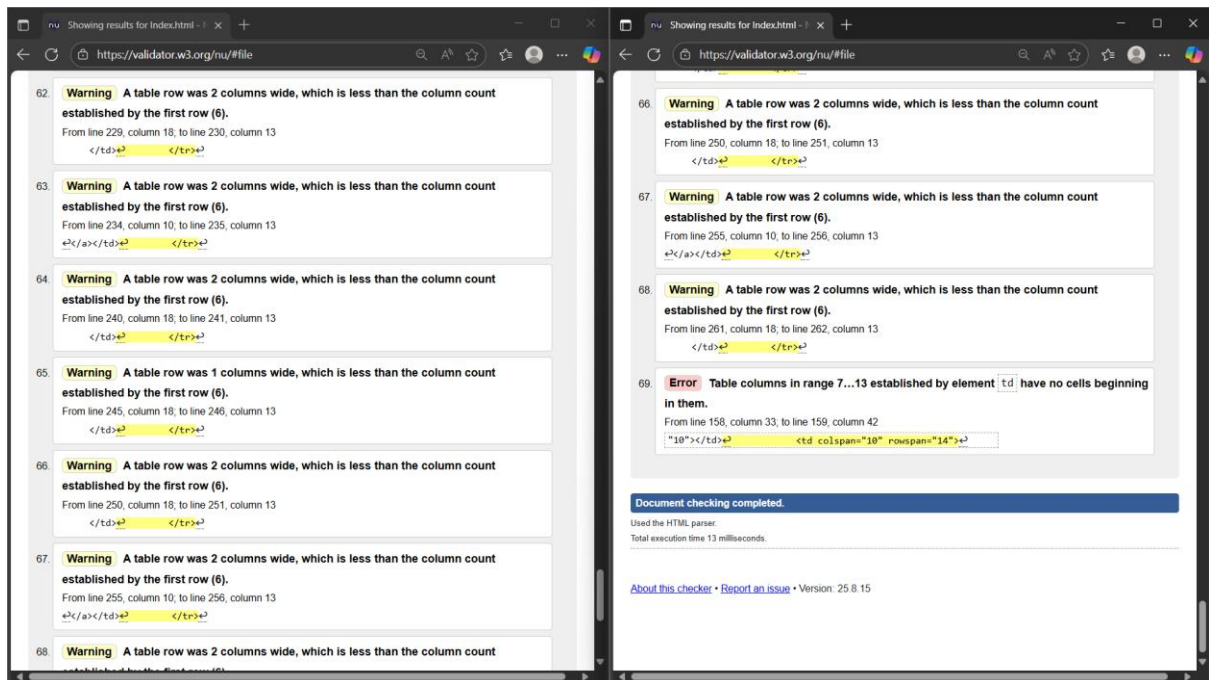 nu Showing results for Index.html - N
https://validator.w3.org/nu/#file
62. Warning A table row was 2 columns wide, which is less than the column count
established by the first row (6).
From line 229, column 18; to line 230, column 13
</td>↩ </tr>↩
63. Warning A table row was 2 columns wide, which is less than the column count
established by the first row (6).
From line 234, column 10; to line 235, column 13
↩</a></td>↩ </tr>↩
64. Warning A table row was 2 columns wide, which is less than the column count
established by the first row (6).
From line 240, column 18; to line 241, column 13
</td>↩ </tr>↩
65. Warning A table row was 1 columns wide, which is less than the column count
established by the first row (6).
From line 245, column 18; to line 246, column 13
</td>↩ </tr>↩
66. Warning A table row was 2 columns wide, which is less than the column count
established by the first row (6).
From line 250, column 18; to line 251, column 13
</td>↩ </tr>↩
67. Warning A table row was 2 columns wide, which is less than the column count
established by the first row (6).
From line 255, column 10; to line 256, column 13
↩</a></td>↩ </tr>↩
68. Warning A table row was 2 columns wide, which is less than the column count
established by the first row (6).
nu Showing results for Index.html - N
https://validator.w3.org/nu/#file
66. Warning A table row was 2 columns wide, which is less than the column count
established by the first row (6).
From line 250, column 18; to line 251, column 13
</td>↩ </tr>↩
67. Warning A table row was 2 columns wide, which is less than the column count
established by the first row (6).
From line 255, column 10; to line 256, column 13
↩</a></td>↩ </tr>↩
68. Warning A table row was 2 columns wide, which is less than the column count
established by the first row (6).
From line 261, column 18; to line 262, column 13
</td>↩ </tr>↩
69. Error Table columns in range 7…13 established by element td have no cells beginning
in them.
From line 158, column 33; to line 159, column 42
"10"></td>↩ <td colspan="10" rowspan="14">↩
Document checking completed.
Used the HTML parser.
Total execution time 13 milliseconds.
About this checker • Report an issue • Version: 25.8.15